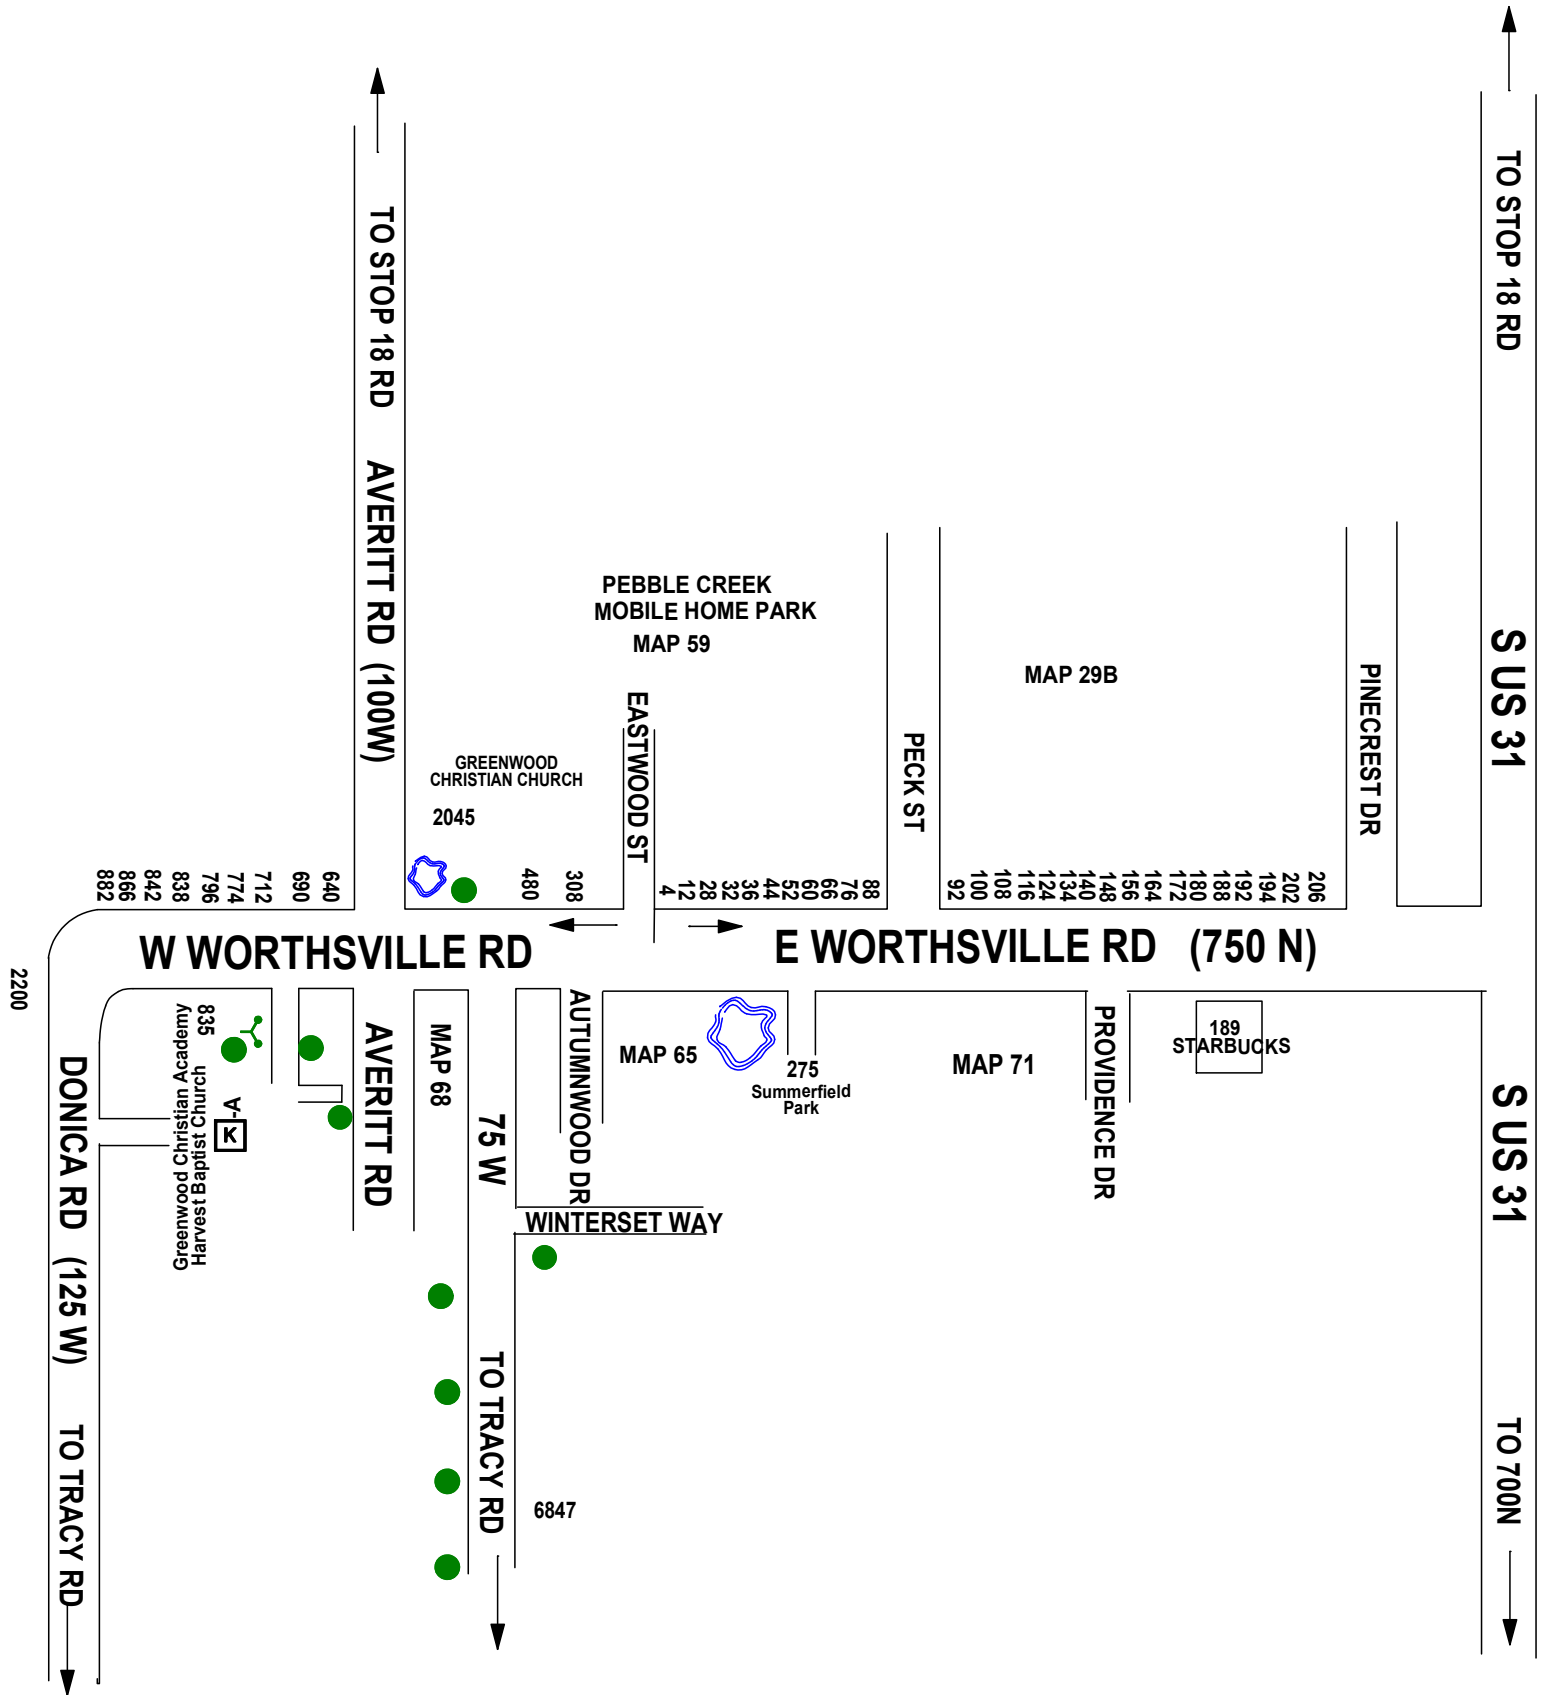 TO STOP 18 RD
AVERITT RD (100W)
TO STOP 18 RD
S US 31
PEBBLE CREEK
MOBILE HOME PARK
MAP 59
MAP 29B
EASTWOOD ST
PECK ST
PINECREST DR
GREENWOOD
CHRISTIAN CHURCH
2045
882
866
842
838
796
774
712
690
640
480
308
4
12
28
32
36
44
52
60
66
76
88
92
100
108
116
124
134
140
148
156
164
172
180
188
192
194
202
206
W WORTHSVILLE RD
E WORTHSVILLE RD (750 N)
2200
DONICA RD (125 W)
TO TRACY RD
835
Greenwood Christian Academy
Harvest Baptist Church
K
-A
AVERITT RD
MAP 68
75 W
TO TRACY RD
AUTUMNWOOD DR
WINTERSET WAY
MAP 65
275
Summerfield
Park
MAP 71
PROVIDENCE DR
189
STARBUCKS
S US 31
TO 700N
6847